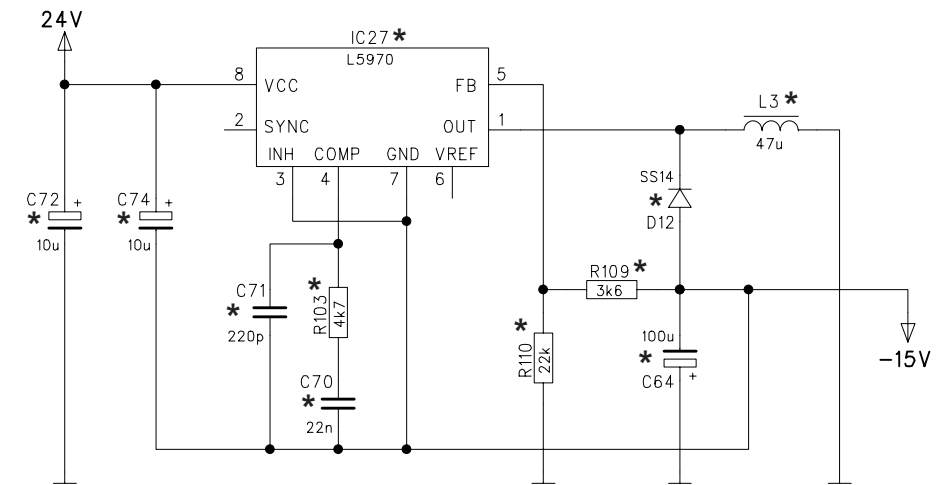 24V
IC27*
L5970
8 VCC FB 5
2 SYNC OUT 1
INH COMP GND VREF
3 4 7 6
L3*
47u
C72 +
*
10u
C74 +
*
10u
SS14
*
D12
C71
*
220p
*
R103
4k7
C70
*
22n
R109*
3k6
*
R110
22k
100u
*
C64 +
-15V